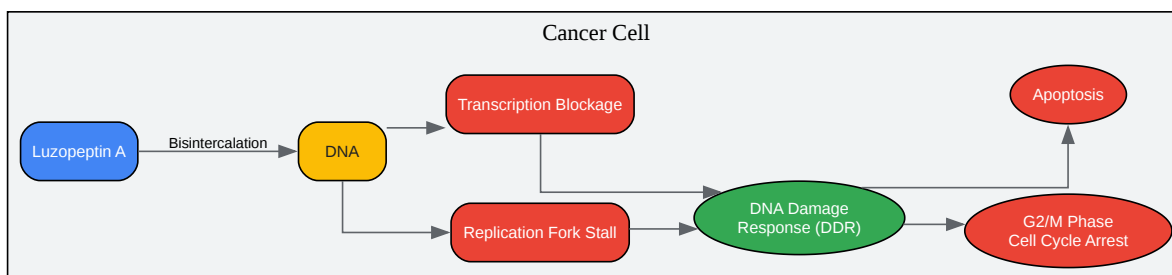 Cancer Cell
Luzopeptin A
Bisintercalation
DNA
Transcription Blockage
Replication Fork Stall
DNA Damage
Response (DDR)
Apoptosis
G2/M Phase
Cell Cycle Arrest